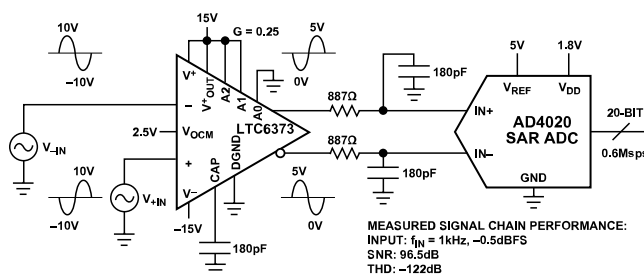 10V
–10V
15V
G = 0.25
5V
0V
V+
V+OUT
A2
A1
A0
LTC6373
–
2.5V
VOCM
+
CAP
DGND
V–
–15V
180pF
V–IN
10V
–10V
V+IN
5V
0V
887Ω
887Ω
180pF
180pF
5V
1.8V
VREF
VDD
IN+
IN–
AD4020
SAR ADC
GND
20-BIT
0.6Msps
MEASURED SIGNAL CHAIN PERFORMANCE:
INPUT: fIN = 1kHz, –0.5dBFS
SNR: 96.5dB
THD: –122dB